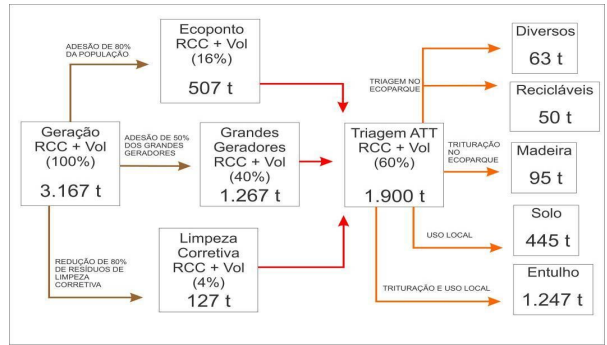 Geração
RCC + Vol
(100%)
3.167 t
ADESÃO DE 80%
DA POPULAÇÃO
ADESÃO DE 50%
DOS GRANDES
GERADORES
REDUÇÃO DE 80%
DE RESÍDUOS DE
LIMPEZA
CORRETIVA
Ecoponto
RCC + Vol
(16%)
507 t
Grandes
Geradores
RCC + Vol
(40%)
1.267 t
Limpeza
Corretiva
RCC + Vol
(4%)
127 t
Triagem ATT
RCC + Vol
(60%)
1.900 t
TRIAGEM NO
ECOPARQUE
TRITURAÇÃO
NO
ECOPARQUE
USO LOCAL
TRITURAÇÃO E USO LOCAL
Diversos
63 t
Recicláveis
50 t
Madeira
95 t
Solo
445 t
Entulho
1.247 t